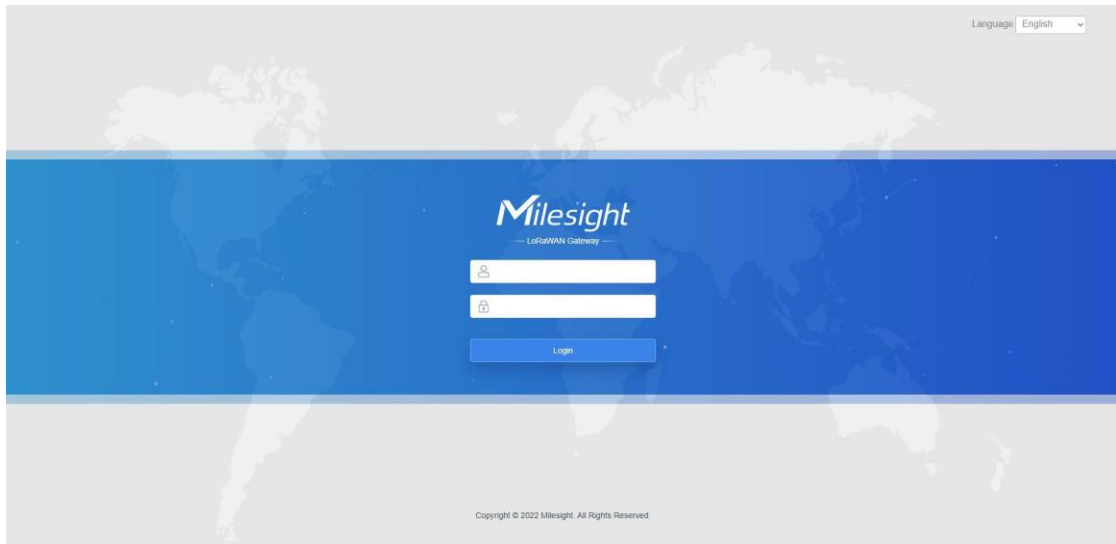 Language English
Milesight
LoRaWAN Gateway
Login
Copyright © 2022 Milesight. All Rights Reserved.